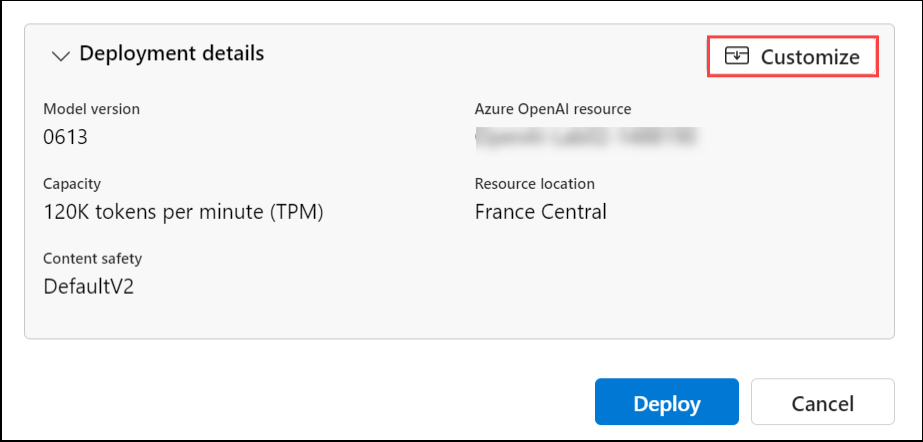 Deployment details
Customize
Model version
0613
Azure OpenAI resource
Capacity
120K tokens per minute (TPM)
Resource location
France Central
Content safety
DefaultV2
Deploy
Cancel